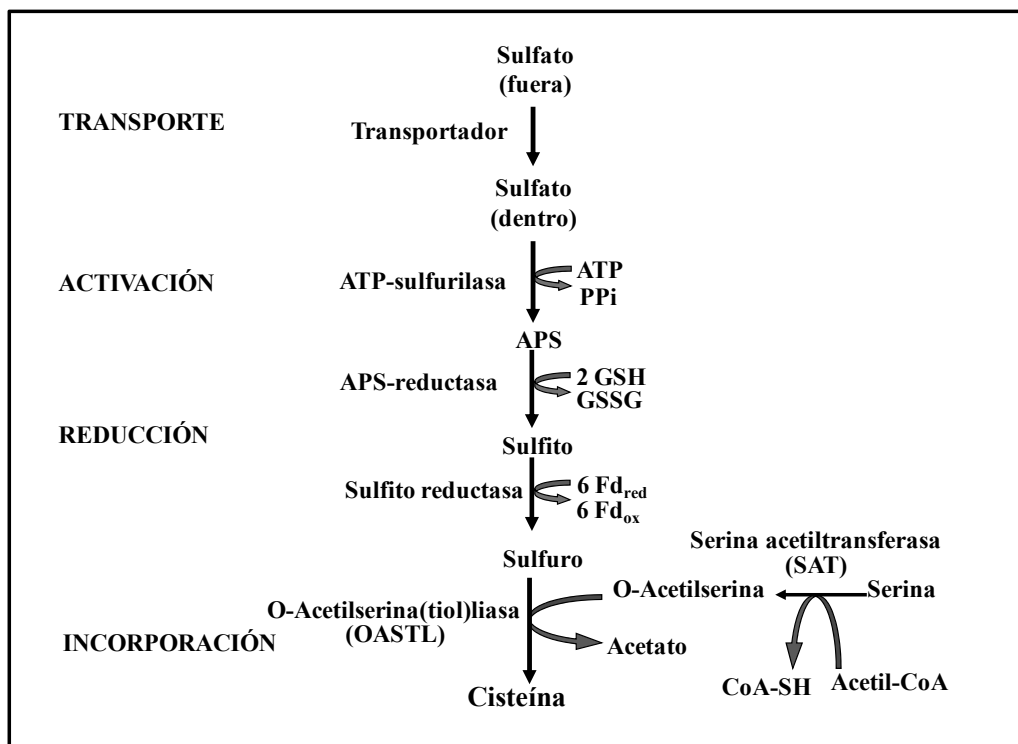 Sulfato
(fuera)
TRANSPORTE
Transportador
Sulfato
(dentro)
ACTIVACIÓN
ATP-sulfurilasa
ATP
PPi
APS
APS-reductasa
2 GSH
GSSG
REDUCCIÓN
Sulfito
Sulfito reductasa
6 Fdred
6 Fdox
Sulfuro
Serina acetiltransferasa
(SAT)
O-Acetilserina
Serina
INCORPORACIÓN
O-Acetilserina(tiol)liasa
(OASTL)
Acetato
CoA-SH
Acetil-CoA
Cisteína